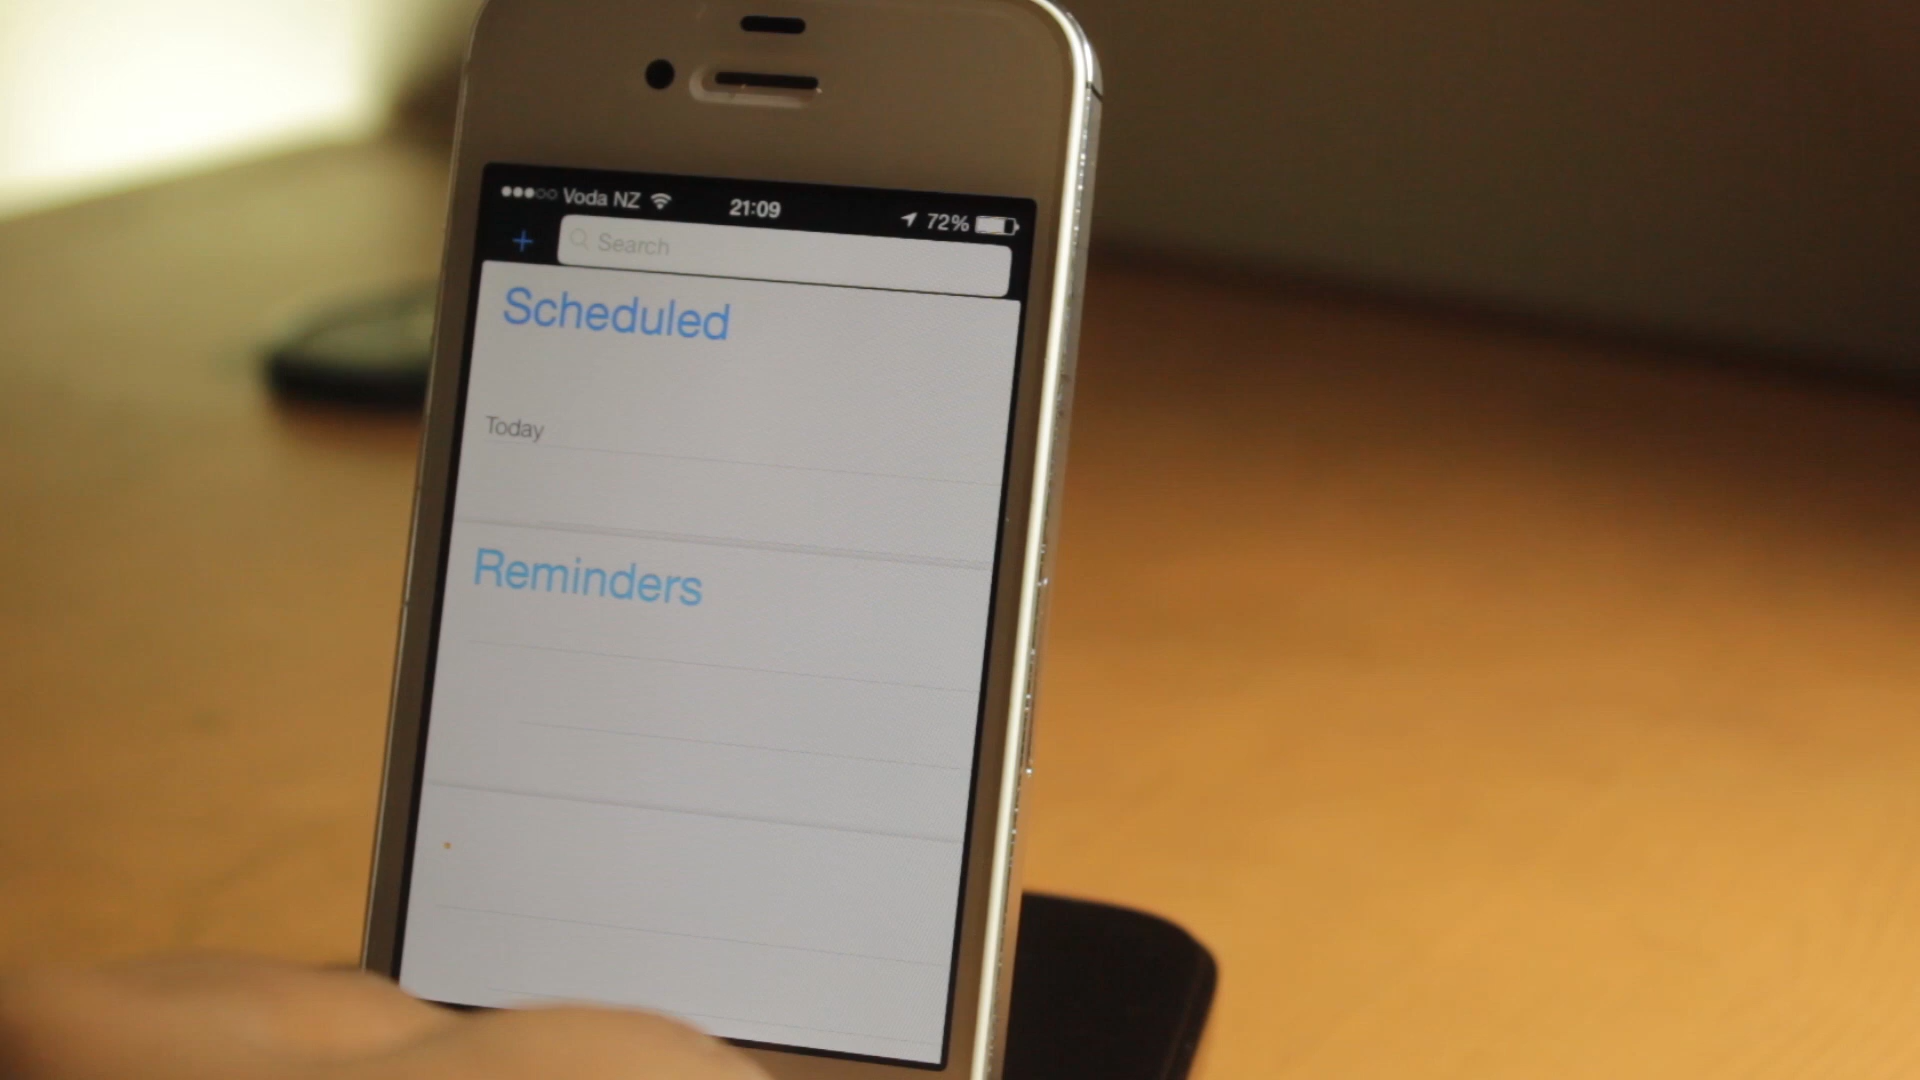 Voda NZ 21:09 72%
+ Search
Scheduled
Today
Reminders